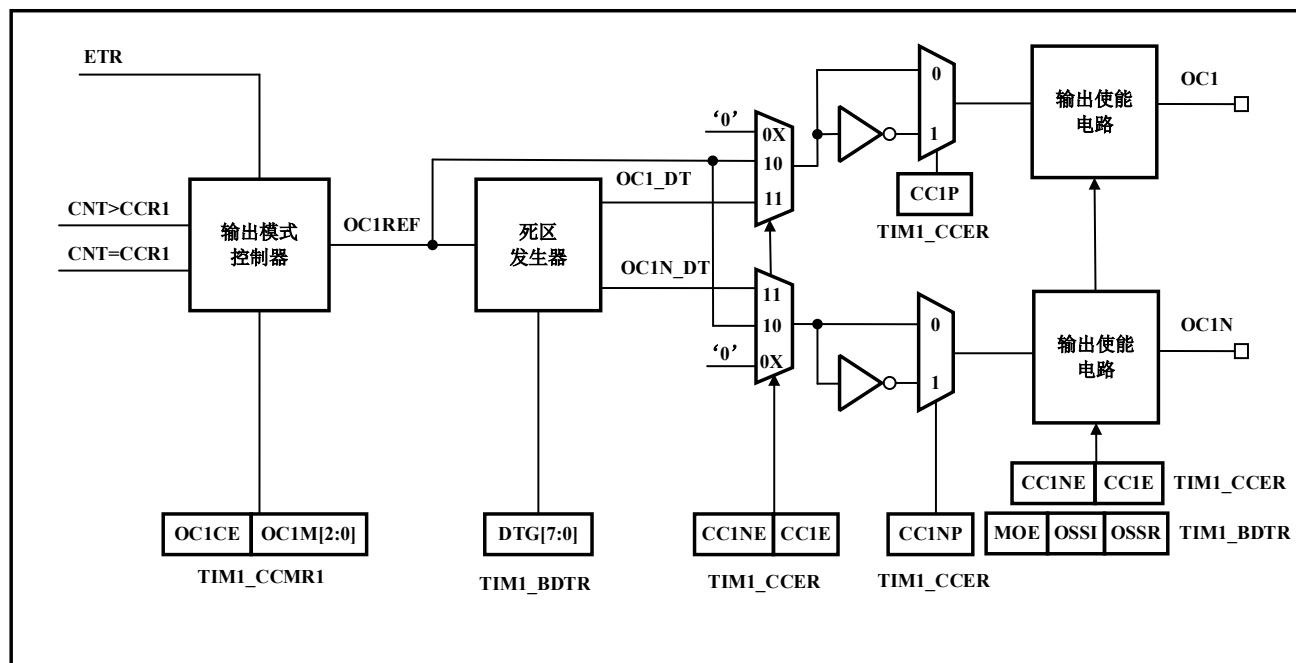 ETR
CNT>CCR1
CNT=CCR1
输出模式
控制器
OC1REF
死区
发生器
OC1_DT
OC1N_DT
‘0’
0X
10
11
11
10
0X
‘0’
0
1
CC1P
TIM1_CCER
0
1
输出使能
电路
OC1
输出使能
电路
OC1N
CC1NE CC1E TIM1_CCER
MOE OSSI OSSR TIM1_BDTR
OC1CE OC1M[2:0]
TIM1_CCMR1
DTG[7:0]
TIM1_BDTR
CC1NE CC1E
TIM1_CCER
CC1NP
TIM1_CCER